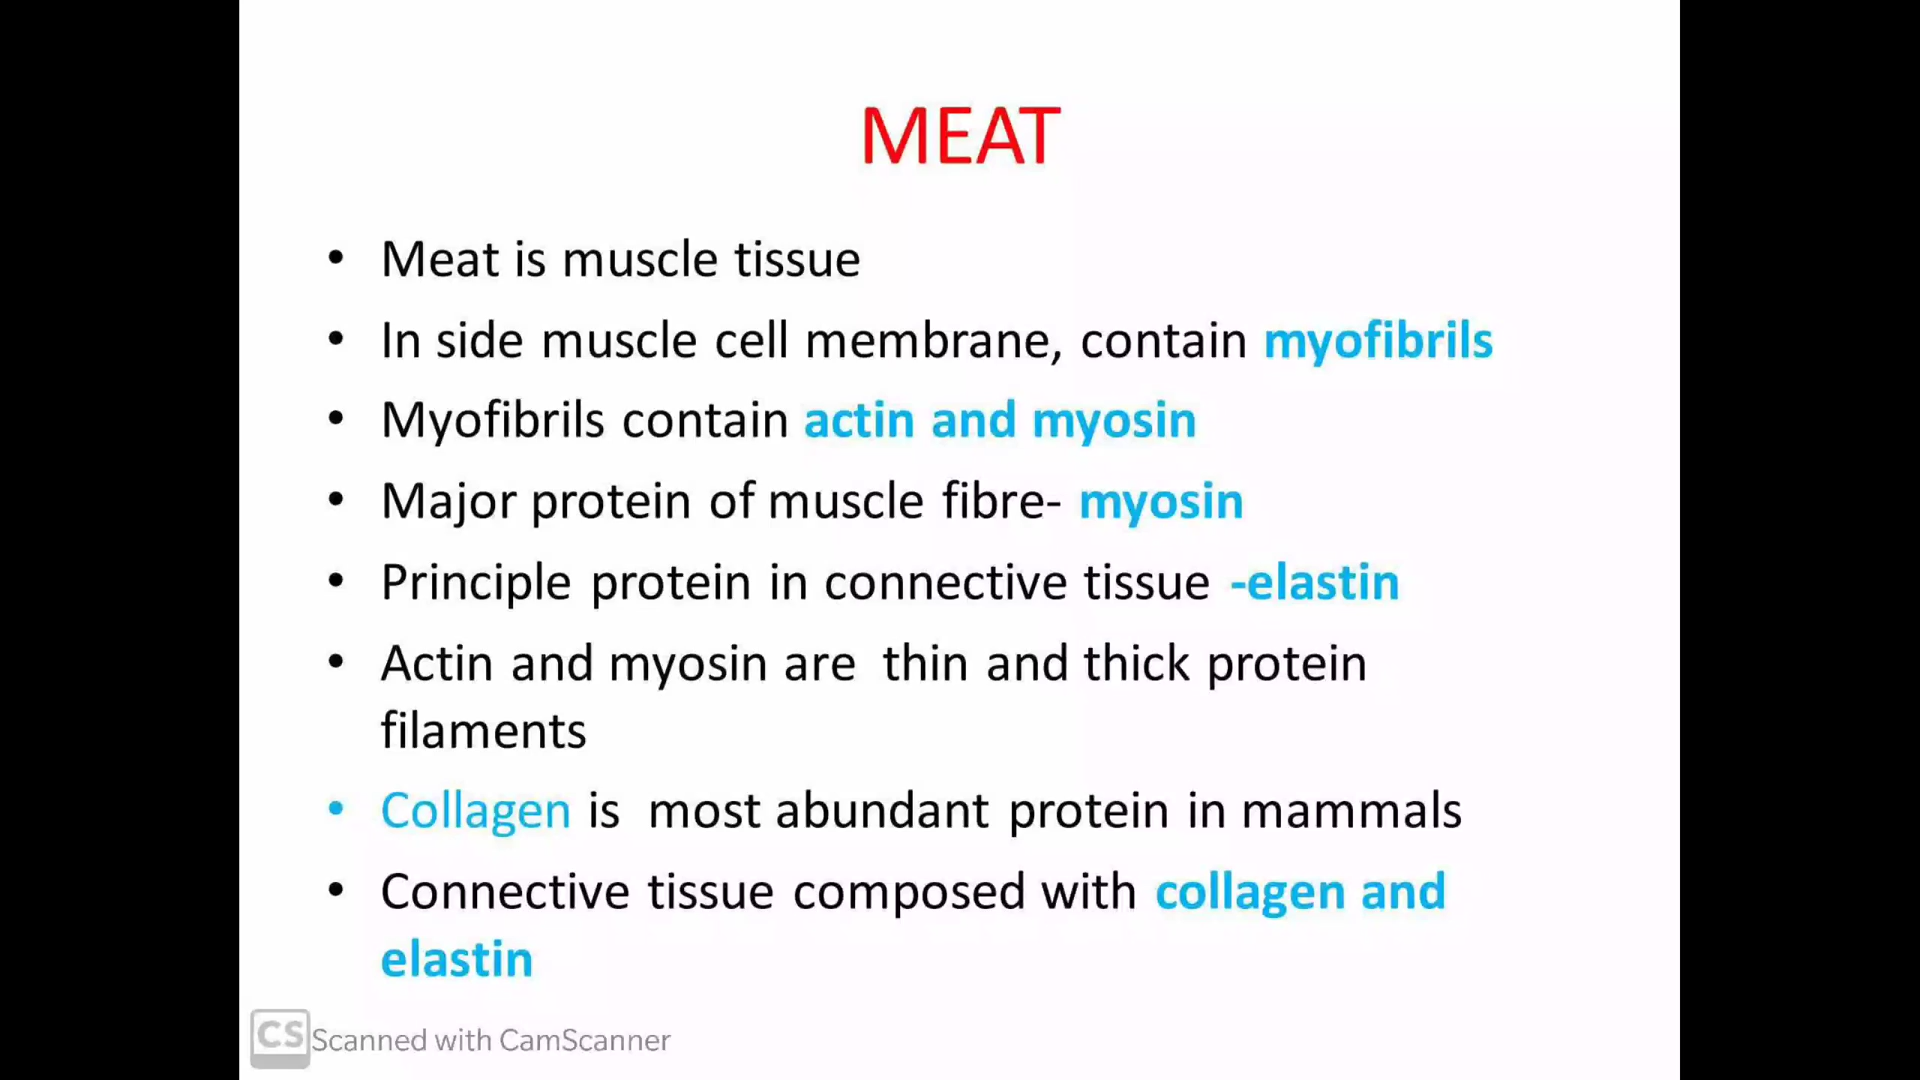 MEAT
• Meat is muscle tissue
• In side muscle cell membrane, contain myofibrils
• Myofibrils contain actin and myosin
• Major protein of muscle fibre- myosin
• Principle protein in connective tissue -elastin
• Actin and myosin are thin and thick protein
filaments
• Collagen is most abundant protein in mammals
• Connective tissue composed with collagen and
elastin
CS Scanned with CamScanner